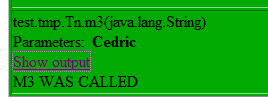 test.tmp.Tn.m3(java.lang.String)
Parameters: Cedric
Show output
M3 WAS CALLED